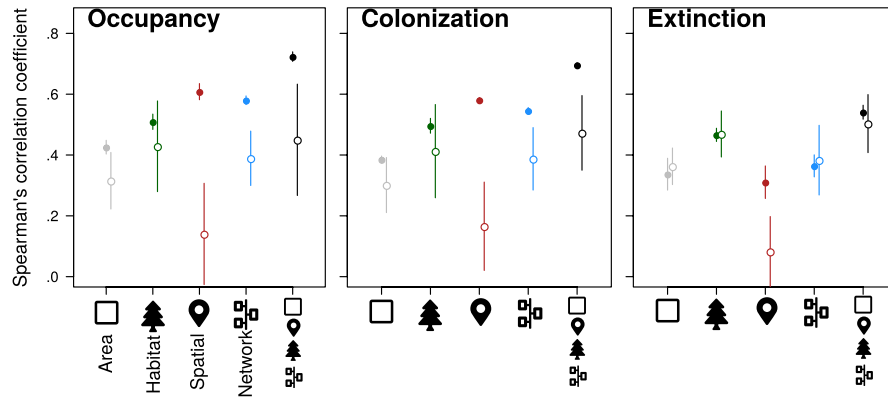 Occupancy
Colonization
Extinction
Spearman's correlation coefficient
.8
.6
.4
.2
.0
Area
Habitat
Spatial
Network